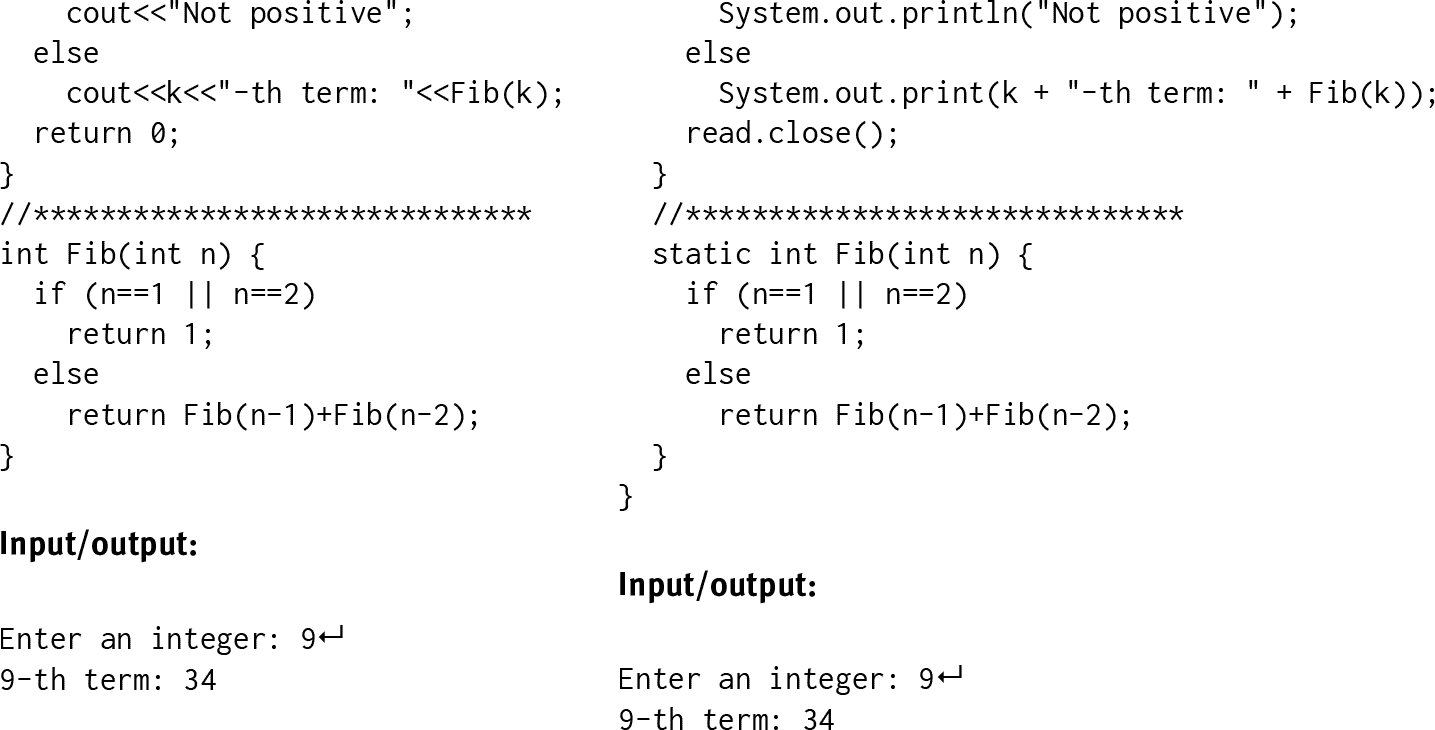 cout<<"Not positive";
  else
    cout<<k<<"-th term: "<<Fib(k);
  return 0;
}
//******************************
int Fib(int n) {
  if (n==1 || n==2)
    return 1;
  else
    return Fib(n-1)+Fib(n-2);
}
Input/output:
Enter an integer: 9↵
9-th term: 34
      System.out.println("Not positive");
    else
      System.out.print(k + "-th term: " + Fib(k));
    read.close();
  }
  //******************************
  static int Fib(int n) {
    if (n==1 || n==2)
      return 1;
    else
      return Fib(n-1)+Fib(n-2);
  }
}
Input/output:
Enter an integer: 9↵
9-th term: 34